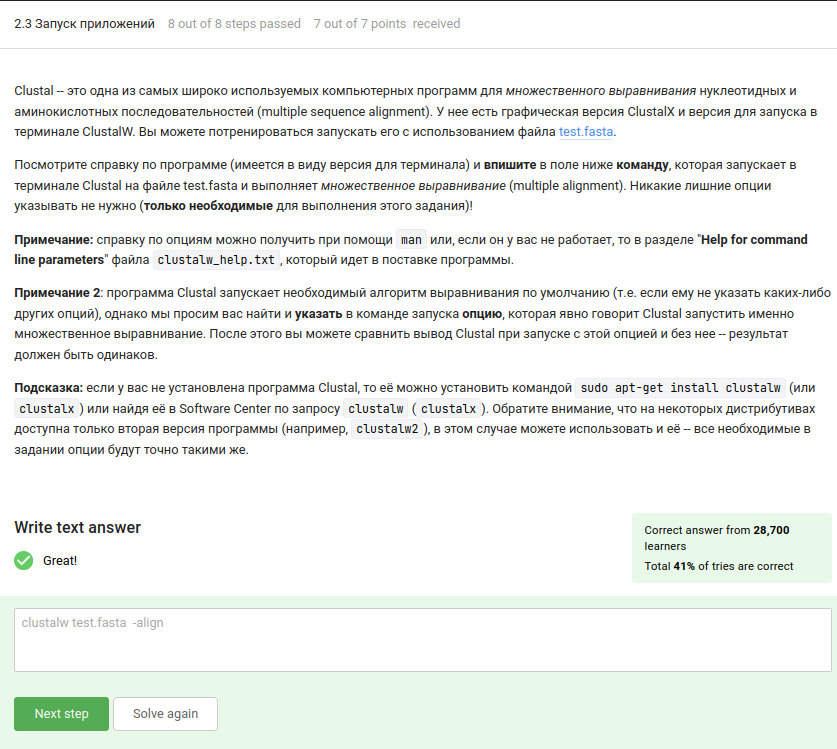 2.3 Запуск приложений 8 out of 8 steps passed 7 out of 7 points received
Clustal -- это одна из самых широко используемых компьютерных программ для множественного выравнивания нуклеотидных и
аминокислотных последовательностей (multiple sequence alignment). У нее есть графическая версия ClustalX и версия для запуска в
терминале ClustalW. Вы можете потренироваться запускать его с использованием файла test.fasta.
Посмотрите справку по программе (имеется в виду версия для терминала) и впишите в поле ниже команду, которая запускает в
терминале Clustal на файле test.fasta и выполняет множественное выравнивание (multiple alignment). Никакие лишние опции
указывать не нужно (только необходимые для выполнения этого задания)!
Примечание: справку по опциям можно получить при помощи man или, если он у вас не работает, то в разделе "Help for command
line parameters" файла clustalw_help.txt , который идет в поставке программы.
Примечание 2: программа Clustal запускает необходимый алгоритм выравнивания по умолчанию (т.е. если ему не указать каких-либо
других опций), однако мы просим вас найти и указать в команде запуска опцию, которая явно говорит Clustal запустить именно
множественное выравнивание. После этого вы можете сравнить вывод Clustal при запуске с этой опцией и без нее -- результат
должен быть одинаков.
Подсказка: если у вас не установлена программа Clustal, то её можно установить командой sudo apt-get install clustalw (или
clustalx ) или найдя её в Software Center по запросу clustalw ( clustalx ). Обратите внимание, что на некоторых дистрибутивах
доступна только вторая версия программы (например, clustalw2 ), в этом случае можете использовать и её -- все необходимые в
задании опции будут точно такими же.
Write text answer
Correct answer from 28,700
learners
Total 41% of tries are correct
Great!
clustalw test.fasta -align
Next step Solve again